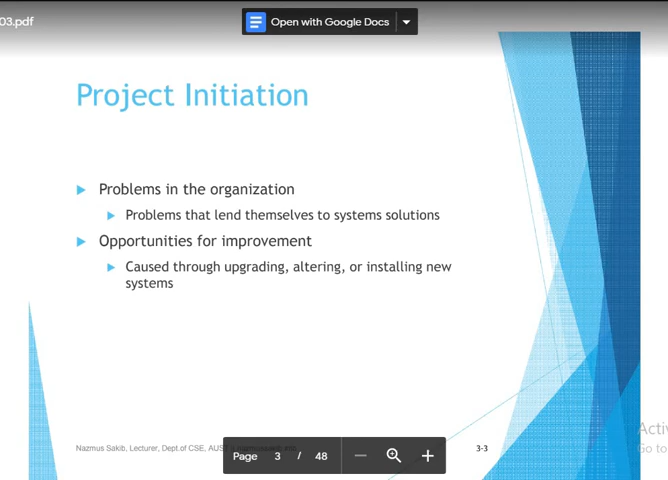 03.pdf
Open with Google Docs
Project Initiation
Problems in the organization
Problems that lend themselves to systems solutions
Opportunities for improvement
Caused through upgrading, altering, or installing new
systems
Nazmus Sakib, Lecturer, Dept.of CSE, AUST
3-3
Page 3 / 48
Go to